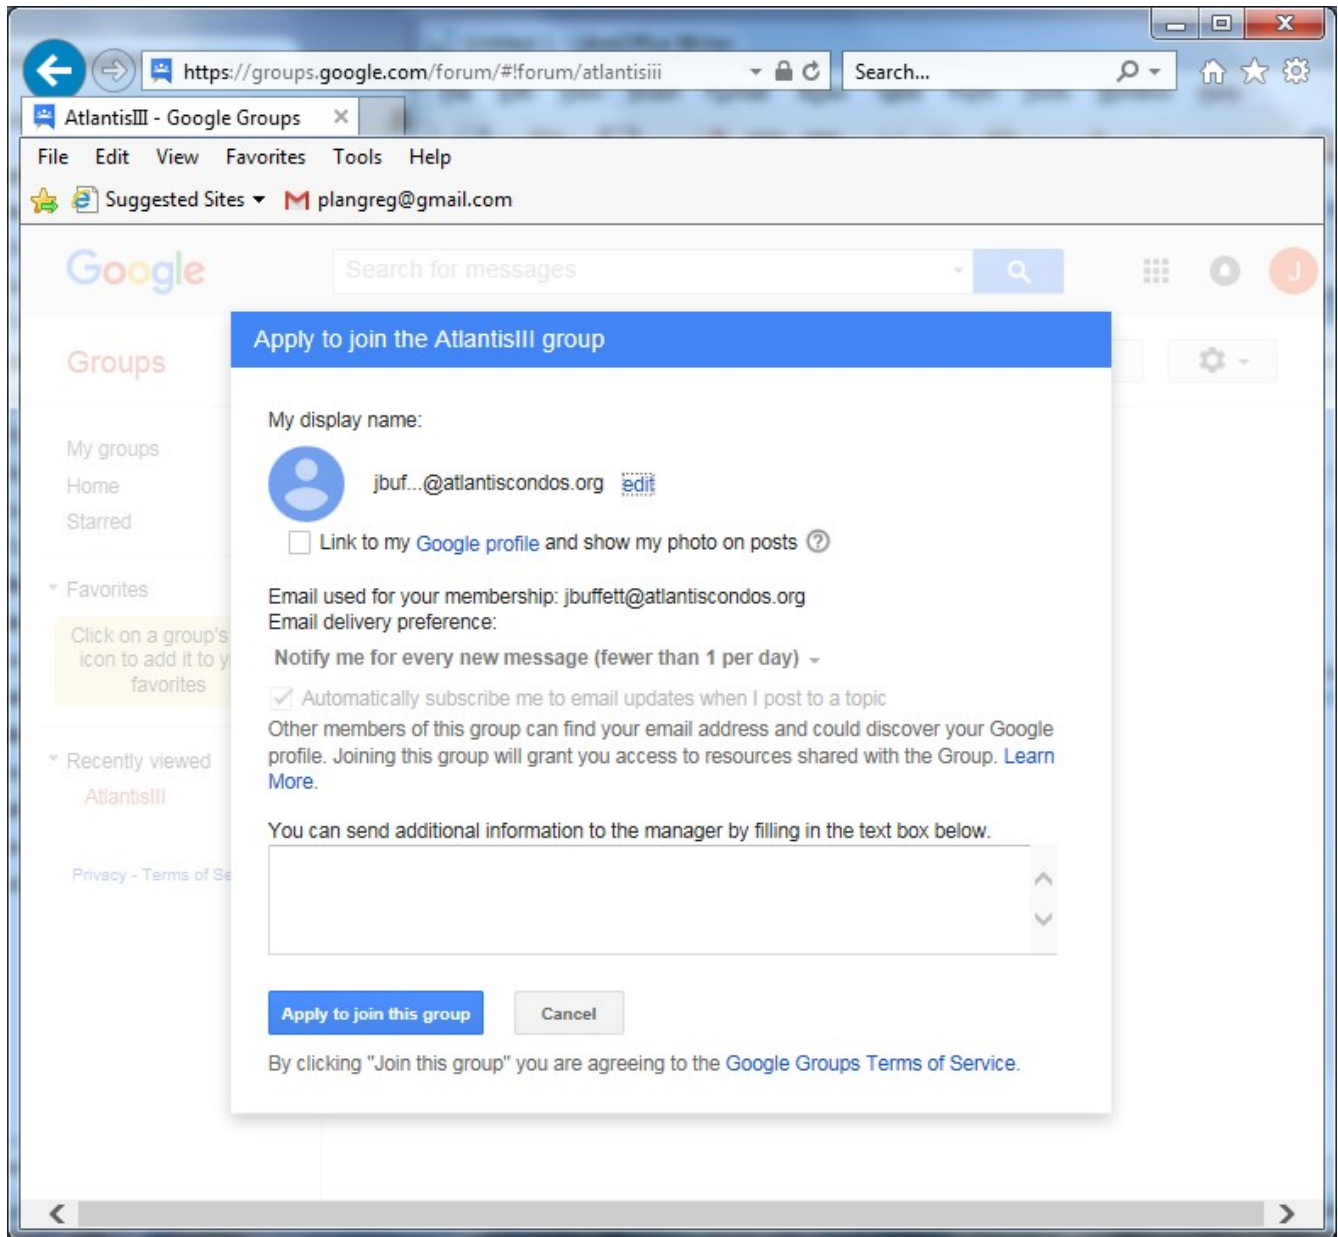 https://groups.google.com/forum/#!forum/atlantisiii
Search...
AtlantisIII - Google Groups
File Edit View Favorites Tools Help
Suggested Sites plangreg@gmail.com
Google Search for messages J
Apply to join the AtlantisIII group
Groups
My display name:
My groups
jbuf...@atlantiscondos.org edit
Home
Starred
Link to my Google profile and show my photo on posts ?
Favorites
Email used for your membership: jbuffett@atlantiscondos.org
Email delivery preference:
Click on a group's
icon to add it to y
favorites
Notify me for every new message (fewer than 1 per day)
Automatically subscribe me to email updates when I post to a topic
Other members of this group can find your email address and could discover your Google
profile. Joining this group will grant you access to resources shared with the Group. Learn
More.
Recently viewed
AtlantisIII
You can send additional information to the manager by filling in the text box below.
Privacy - Terms of Se
Apply to join this group Cancel
By clicking "Join this group" you are agreeing to the Google Groups Terms of Service.